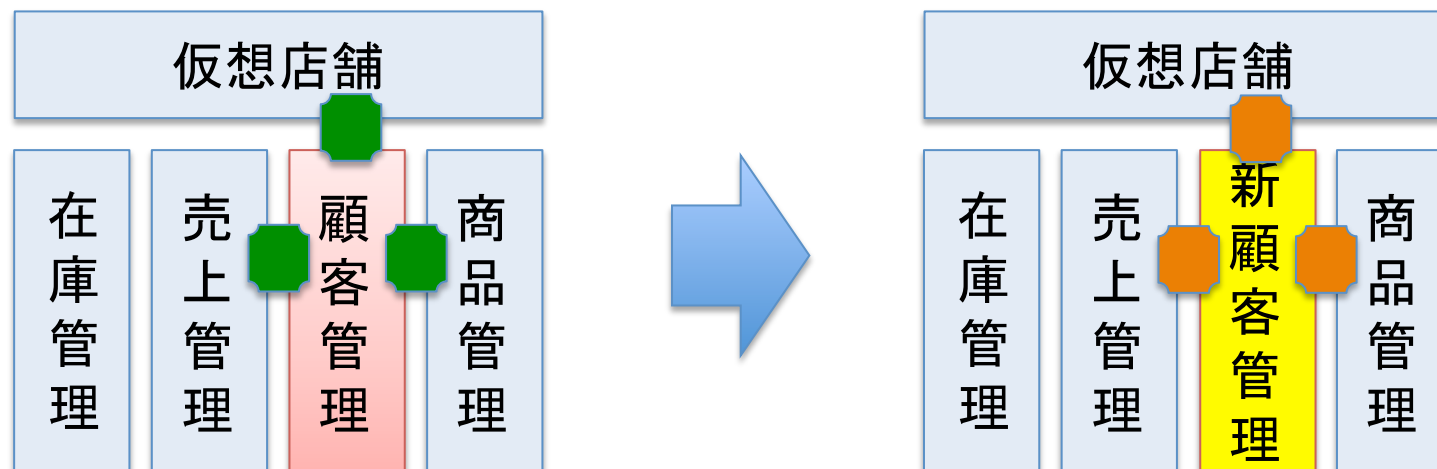 仮想店舗
在庫管理
売上管理
顧客管理
商品管理
仮想店舗
在庫管理
売上管理
新顧客管理
商品管理